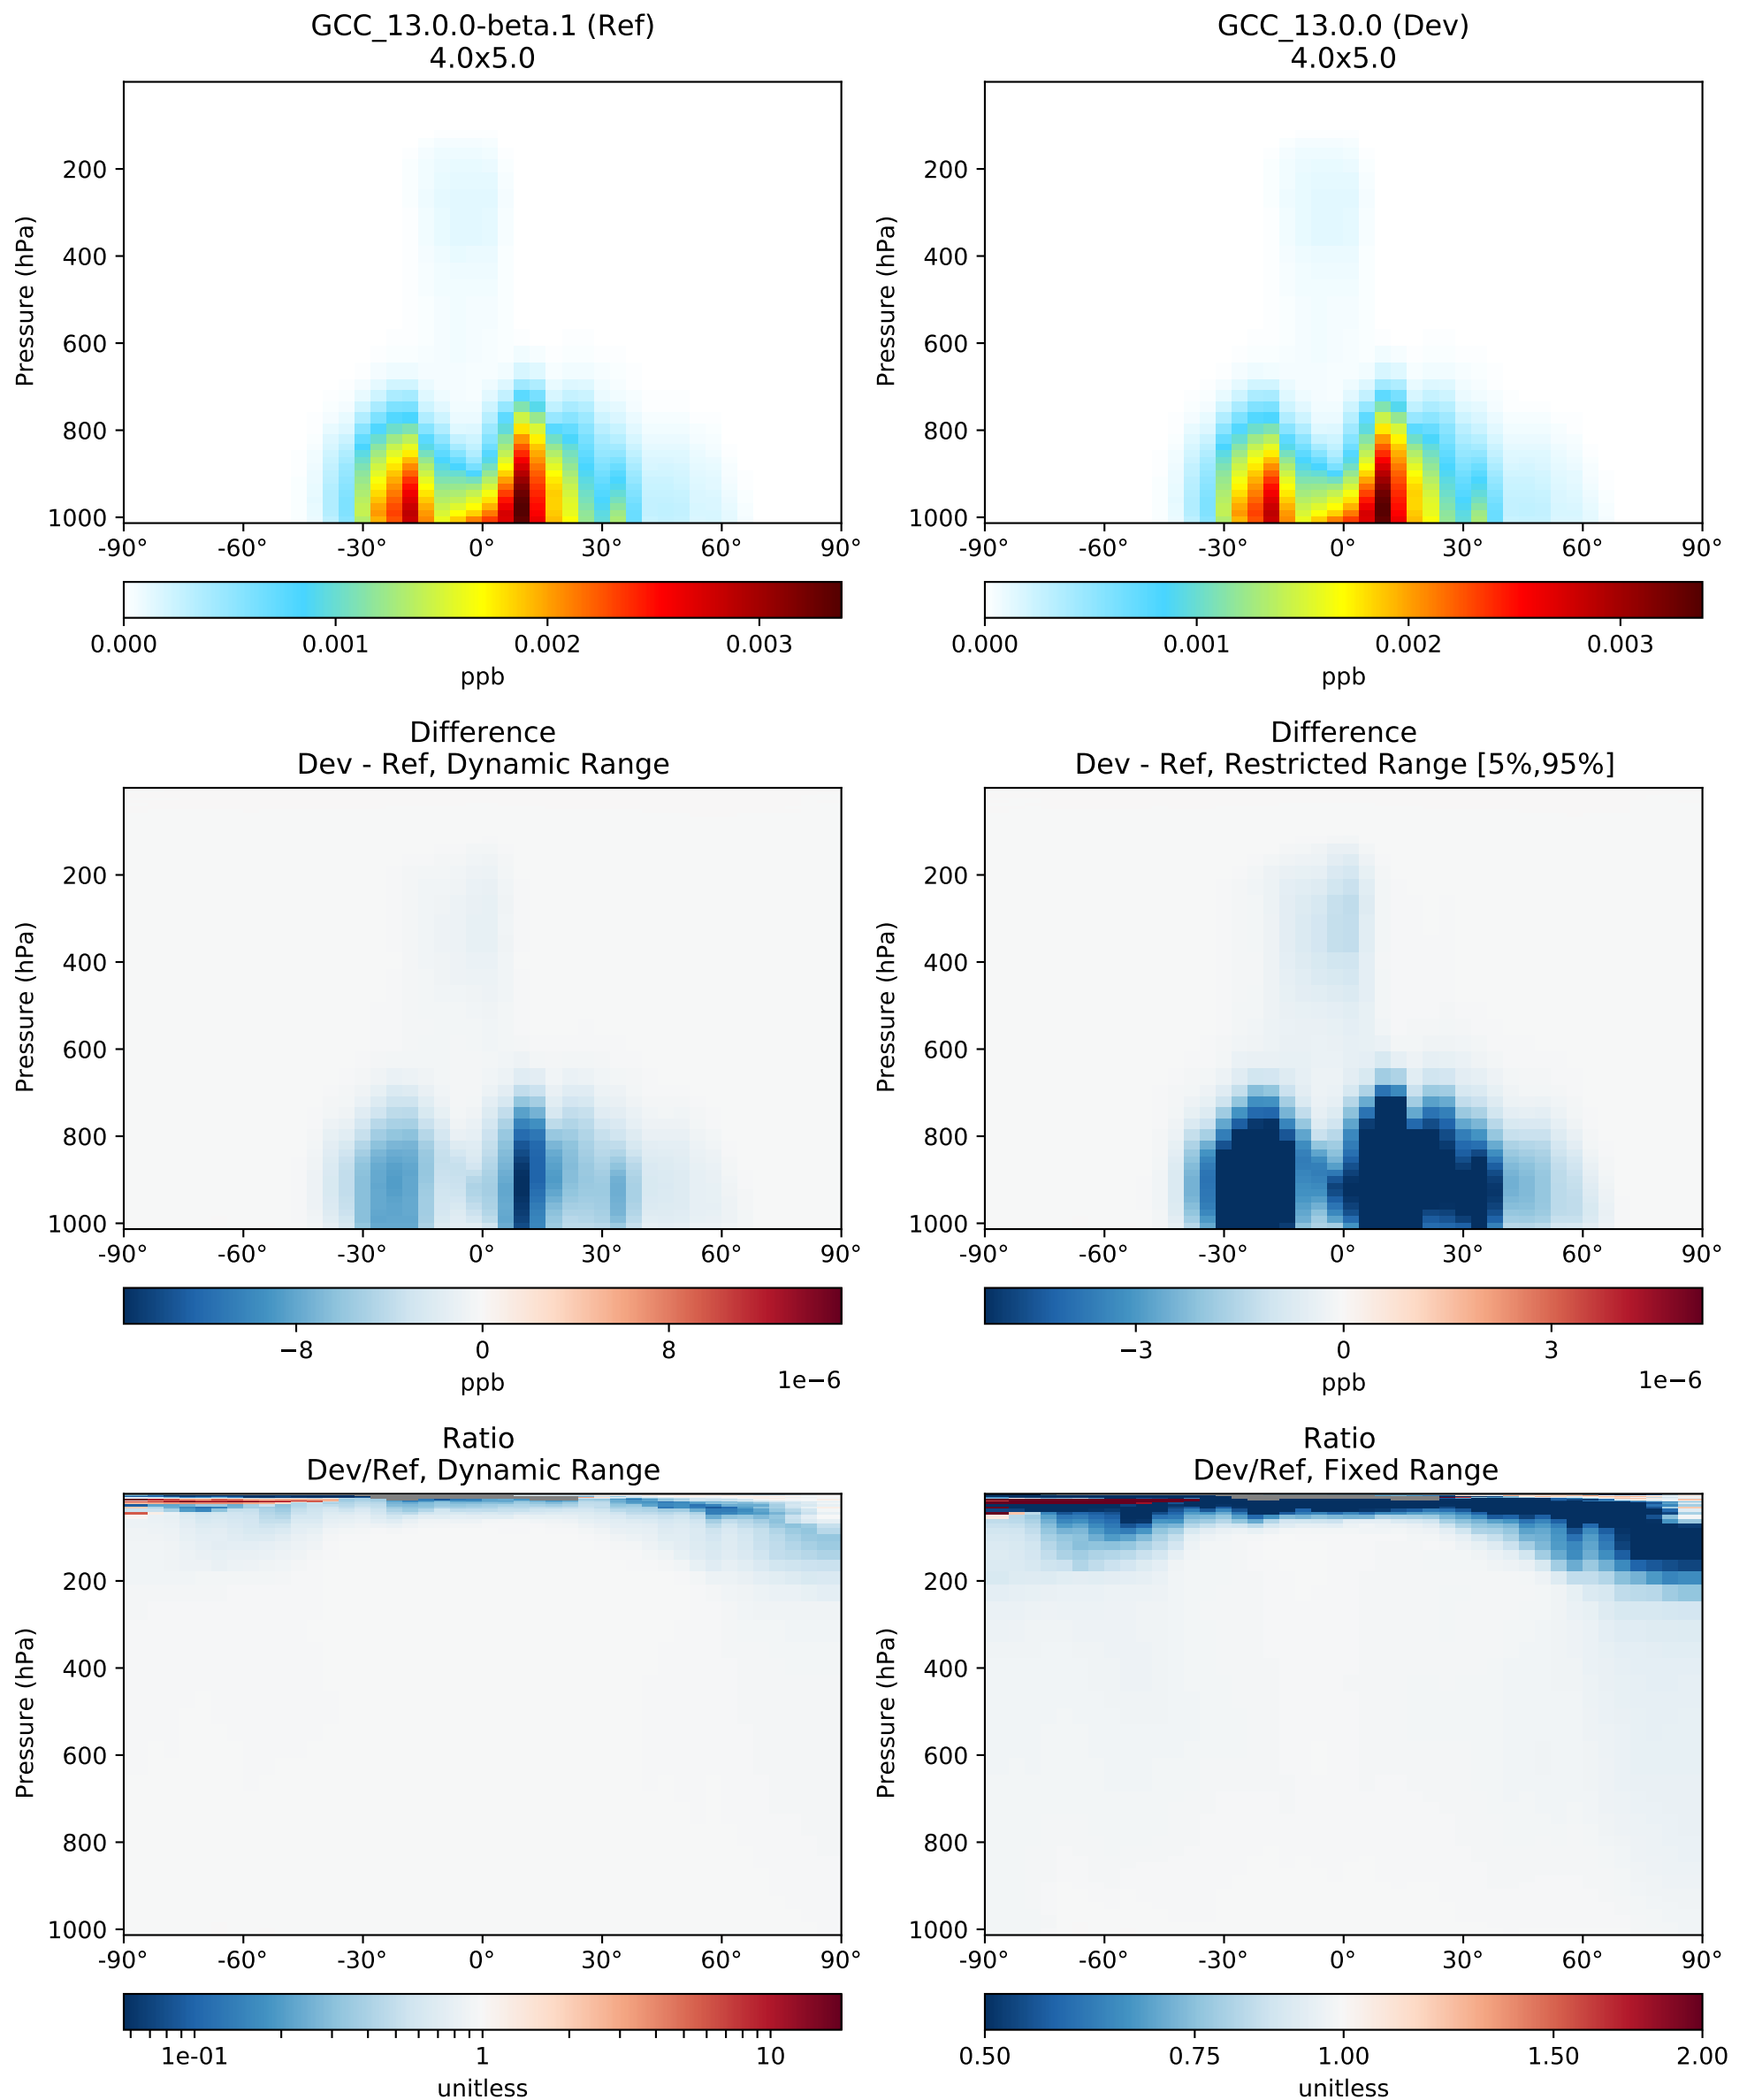 GCC_13.0.0-beta.1 (Ref)
4.0x5.0
Pressure (hPa)
200
400
600
800
1000
-90° -60° -30° 0° 30° 60° 90°
0.000 0.001 0.002 0.003
ppb
GCC_13.0.0 (Dev)
4.0x5.0
Pressure (hPa)
200
400
600
800
1000
-90° -60° -30° 0° 30° 60° 90°
0.000 0.001 0.002 0.003
ppb
Difference
Dev - Ref, Dynamic Range
Pressure (hPa)
200
400
600
800
1000
-90° -60° -30° 0° 30° 60° 90°
−8 0 8
ppb 1e−6
Difference
Dev - Ref, Restricted Range [5%,95%]
Pressure (hPa)
200
400
600
800
1000
-90° -60° -30° 0° 30° 60° 90°
−3 0 3
ppb 1e−6
Ratio
Dev/Ref, Dynamic Range
Pressure (hPa)
200
400
600
800
1000
-90° -60° -30° 0° 30° 60° 90°
1e-01 1 10
unitless
Ratio
Dev/Ref, Fixed Range
Pressure (hPa)
200
400
600
800
1000
-90° -60° -30° 0° 30° 60° 90°
0.50 0.75 1.00 1.50 2.00
unitless